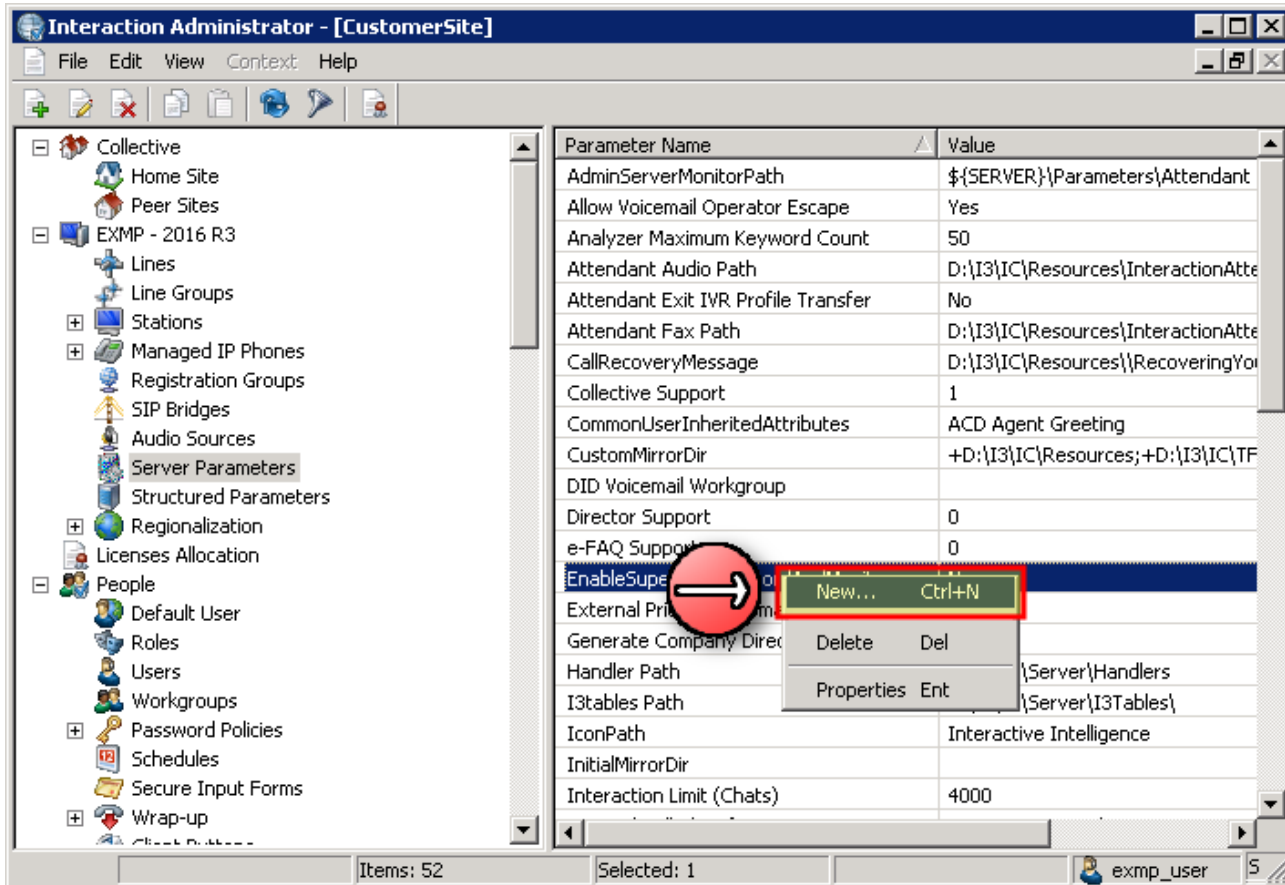 Interaction Administrator - [CustomerSite]
File Edit View Context Help
Collective
Home Site
Peer Sites
EXMP - 2016 R3
Lines
Line Groups
Stations
Managed IP Phones
Registration Groups
SIP Bridges
Audio Sources
Server Parameters
Structured Parameters
Regionalization
Licenses Allocation
People
Default User
Roles
Users
Workgroups
Password Policies
Schedules
Secure Input Forms
Wrap-up
Parameter Name Value
AdminServerMonitorPath ${SERVER}\Parameters\Attendant
Allow Voicemail Operator Escape Yes
Analyzer Maximum Keyword Count 50
Attendant Audio Path D:\I3\IC\Resources\InteractionAtte
Attendant Exit IVR Profile Transfer No
Attendant Fax Path D:\I3\IC\Resources\InteractionAtte
CallRecoveryMessage D:\I3\IC\Resources\\RecoveringYou
Collective Support 1
CommonUserInheritedAttributes ACD Agent Greeting
CustomMirrorDir +D:\I3\IC\Resources;+D:\I3\IC\TF
DID Voicemail Workgroup
Director Support 0
e-FAQ Support 0
EnableSupe
External Pri
Generate Company Direc
Handler Path \Server\Handlers
I3tables Path \Server\I3Tables\
IconPath Interactive Intelligence
InitialMirrorDir
Interaction Limit (Chats) 4000
New... Ctrl+N
Delete Del
Properties Ent
Items: 52 Selected: 1 exmp_user S